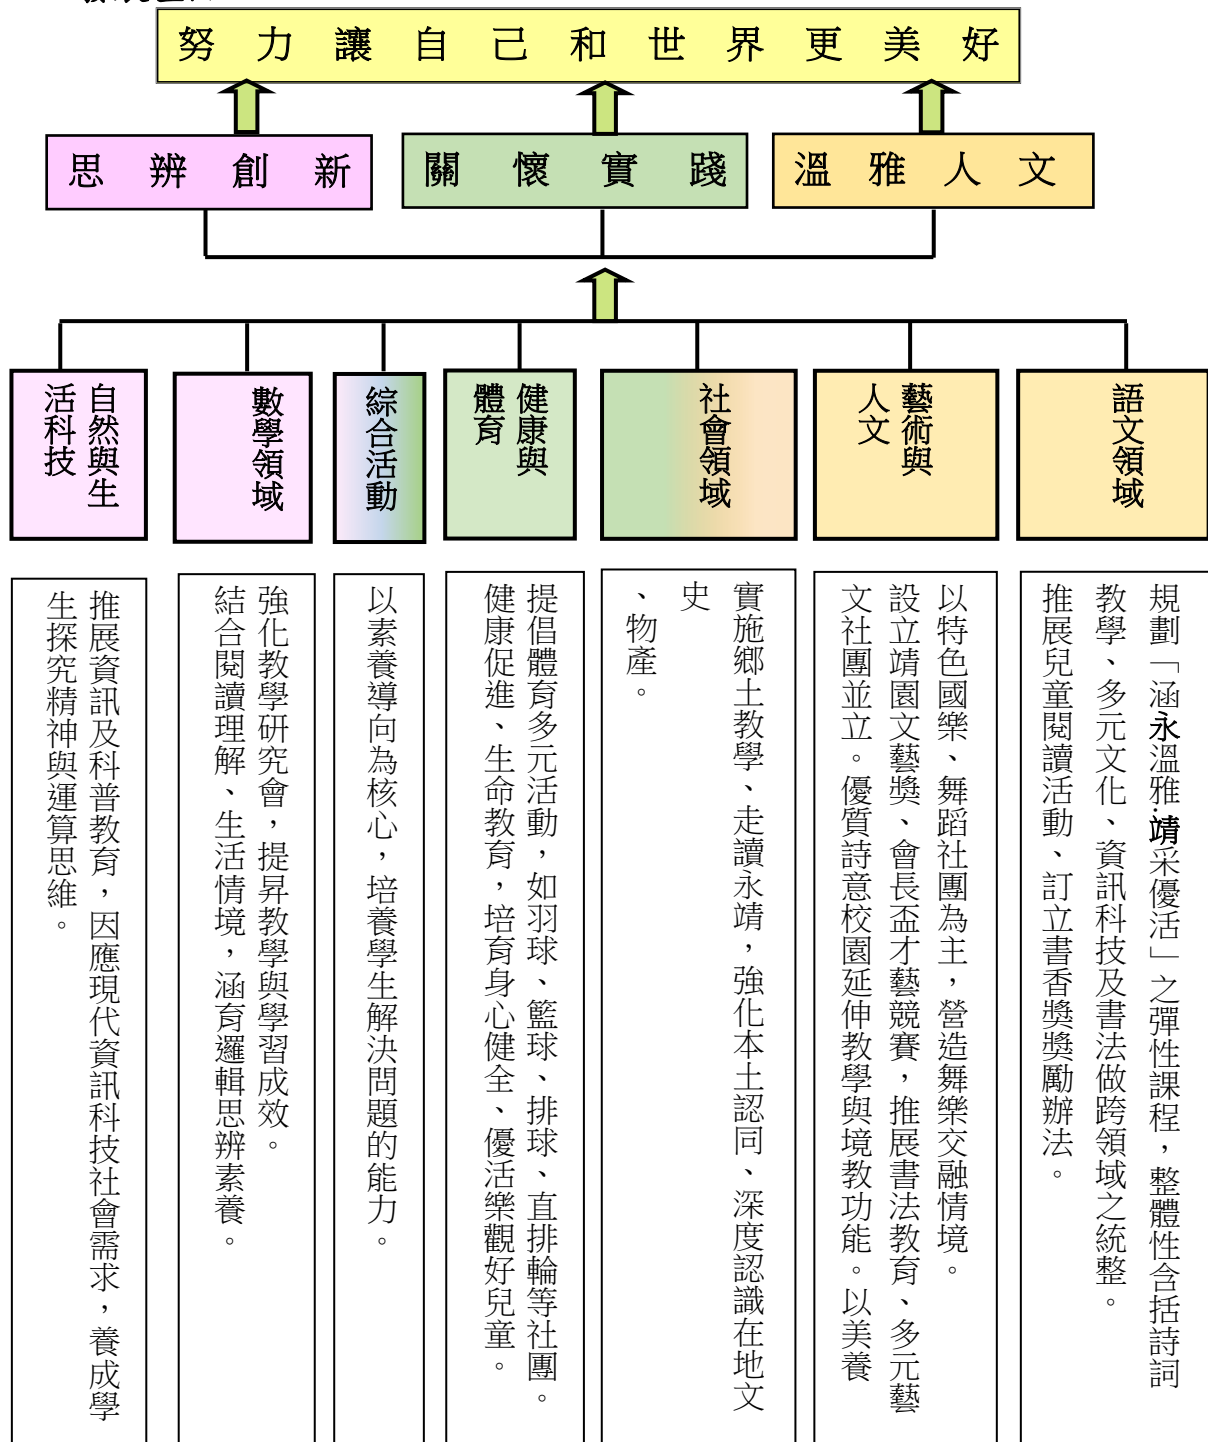 努力讓自己和世界更美好
思辨創新
關懷實踐
溫雅人文
自然與生
活科技
數學領域
綜合活動
健康與
體育
社會領域
藝術與
人文
語文領域
推展資訊及科普教育，因應現代資訊科技社會需求，養成學
生探究精神與運算思維。
強化教學研究會，提昇教學與學習成效。
結合閱讀理解、生活情境，涵育邏輯思辨素養。
以素養導向為核心，培養學生解決問題的能力。
提倡體育多元活動，如羽球、籃球、排球、直排輪等社團。
健康促進、生命教育，培育身心健全、優活樂觀好兒童。
實施鄉土教學、走讀永靖，強化本土認同、深度認識在地文
史
、物產。
以特色國樂、舞蹈社團為主，營造舞樂交融情境。
設立靖園文藝獎、會長盃才藝競賽，推展書法教育、多元藝
文社團並立。優質詩意校園延伸教學與境教功能。以美養
規劃「涵永溫雅:靖采優活」之彈性課程，整體性含括詩詞
教學、多元文化、資訊科技及書法做跨領域之統整。
推展兒童閱讀活動、訂立書香獎獎勵辦法。